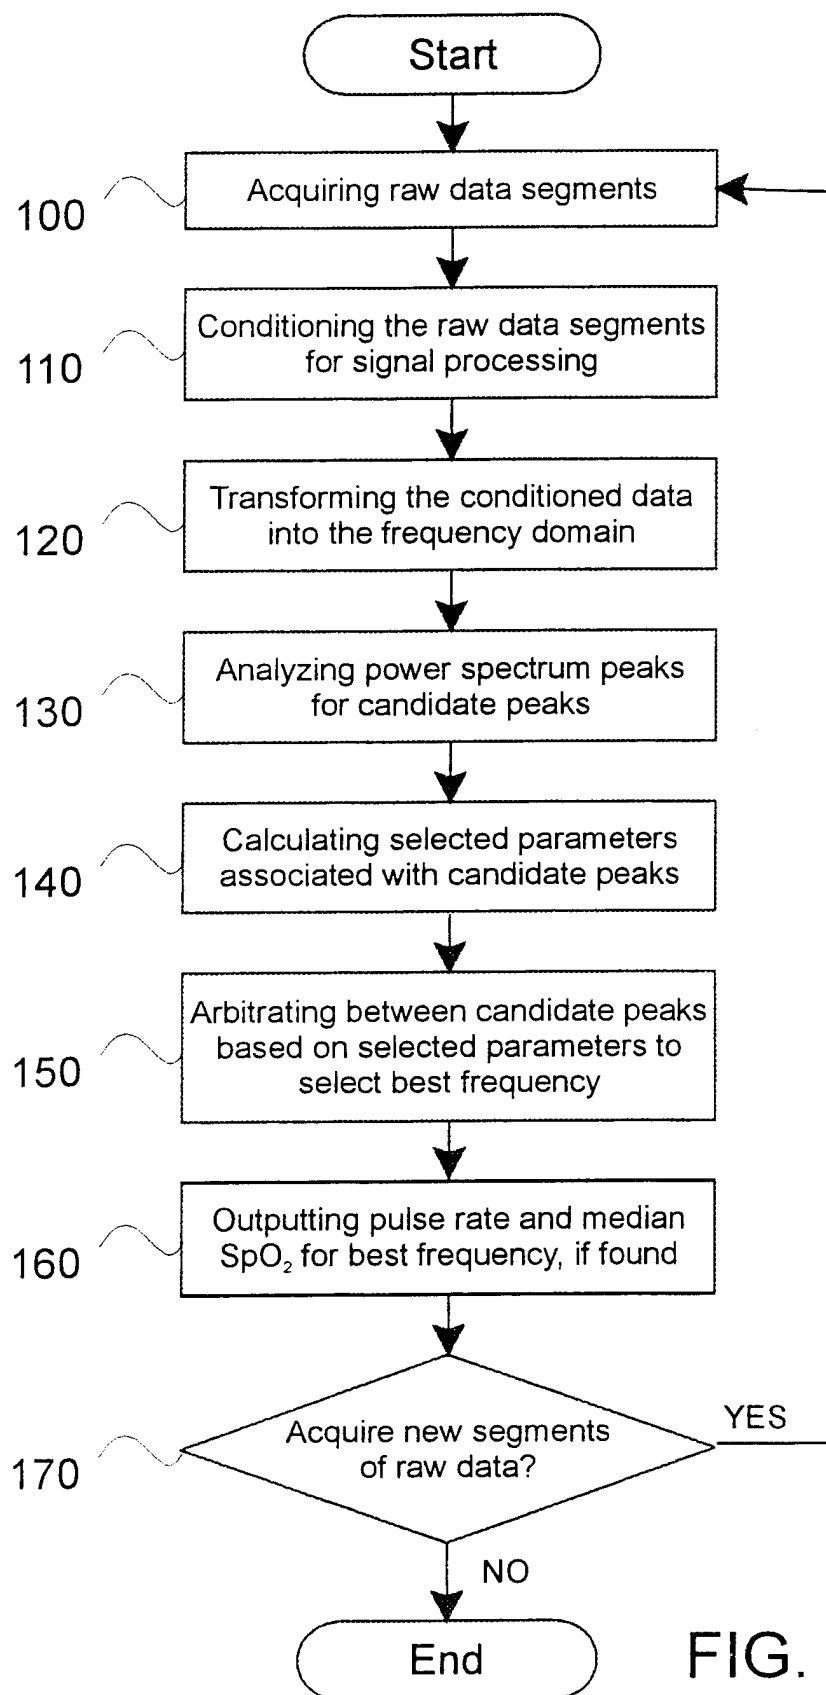 Start
100
Acquiring raw data segments
110
Conditioning the raw data segments
for signal processing
120
Transforming the conditioned data
into the frequency domain
130
Analyzing power spectrum peaks
for candidate peaks
140
Calculating selected parameters
associated with candidate peaks
150
Arbitrating between candidate peaks
based on selected parameters to
select best frequency
160
Outputting pulse rate and median
SpO₂ for best frequency, if found
170
Acquire new segments
of raw data?
YES
NO
End
FIG.